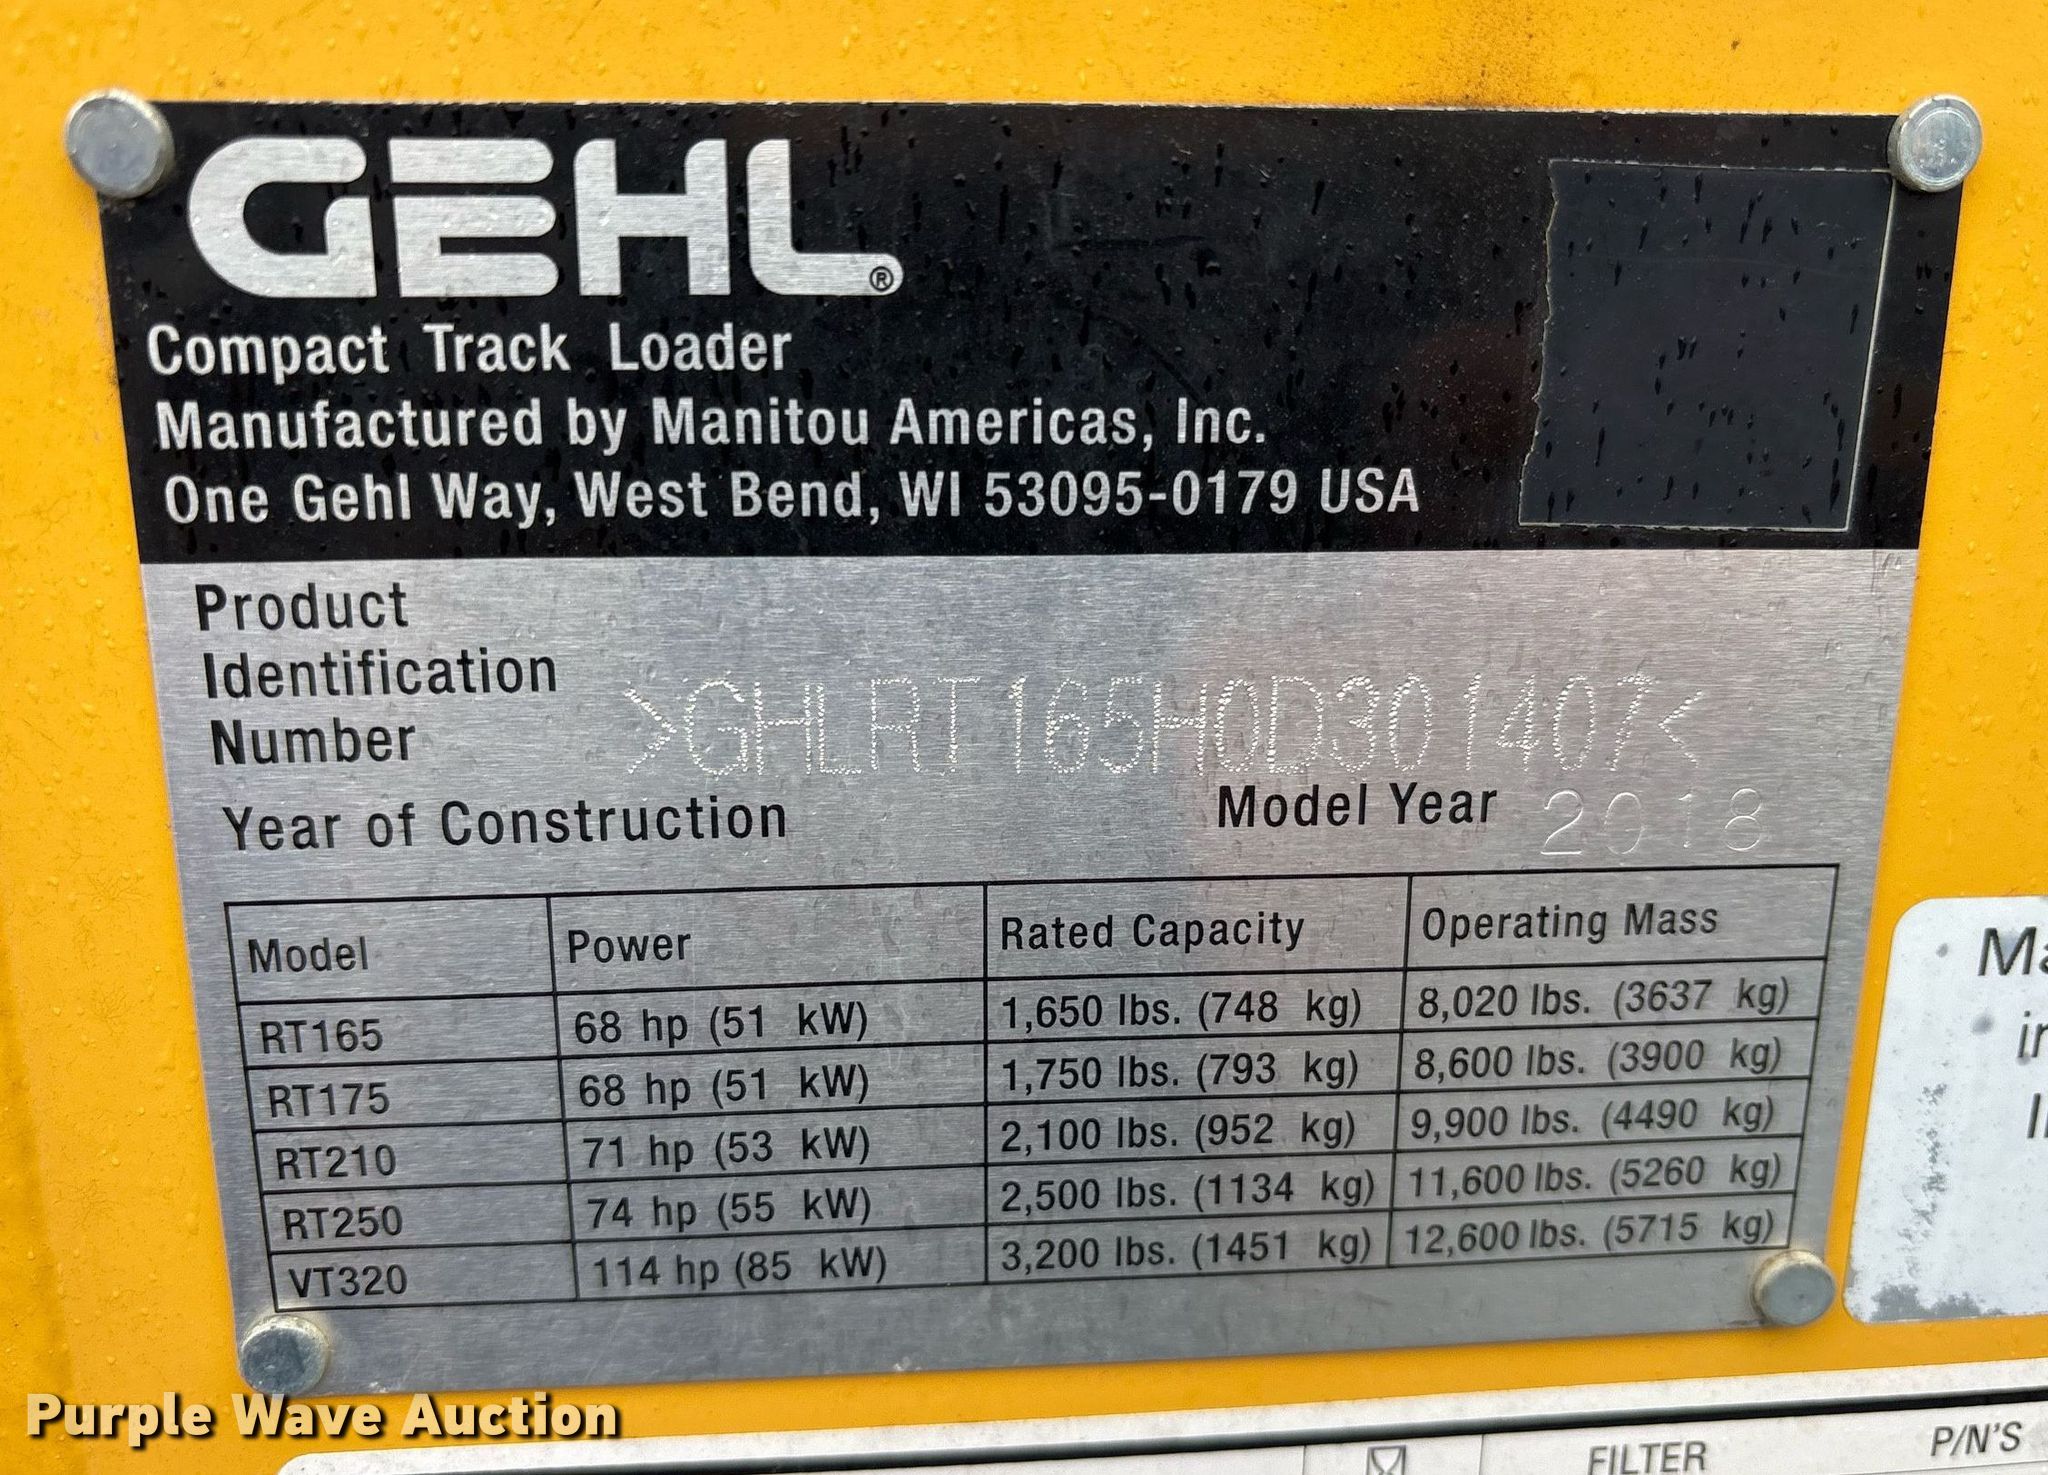 GEHL®
Compact Track Loader
Manufactured by Manitou Americas, Inc.
One Gehl Way, West Bend, WI 53095-0179 USA
Product
Identification
Number >GHLRT165H0D301407<
Year of Construction Model Year 2018
Model Power Rated Capacity Operating Mass
RT165 68 hp (51 kW) 1,650 lbs. (748 kg) 8,020 lbs. (3637 kg)
RT175 68 hp (51 kW) 1,750 lbs. (793 kg) 8,600 lbs. (3900 kg)
RT210 71 hp (53 kW) 2,100 lbs. (952 kg) 9,900 lbs. (4490 kg)
RT250 74 hp (55 kW) 2,500 lbs. (1134 kg) 11,600 lbs. (5260 kg)
VT320 114 hp (85 kW) 3,200 lbs. (1451 kg) 12,600 lbs. (5715 kg)
Purple Wave Auction
FILTER P/N'S